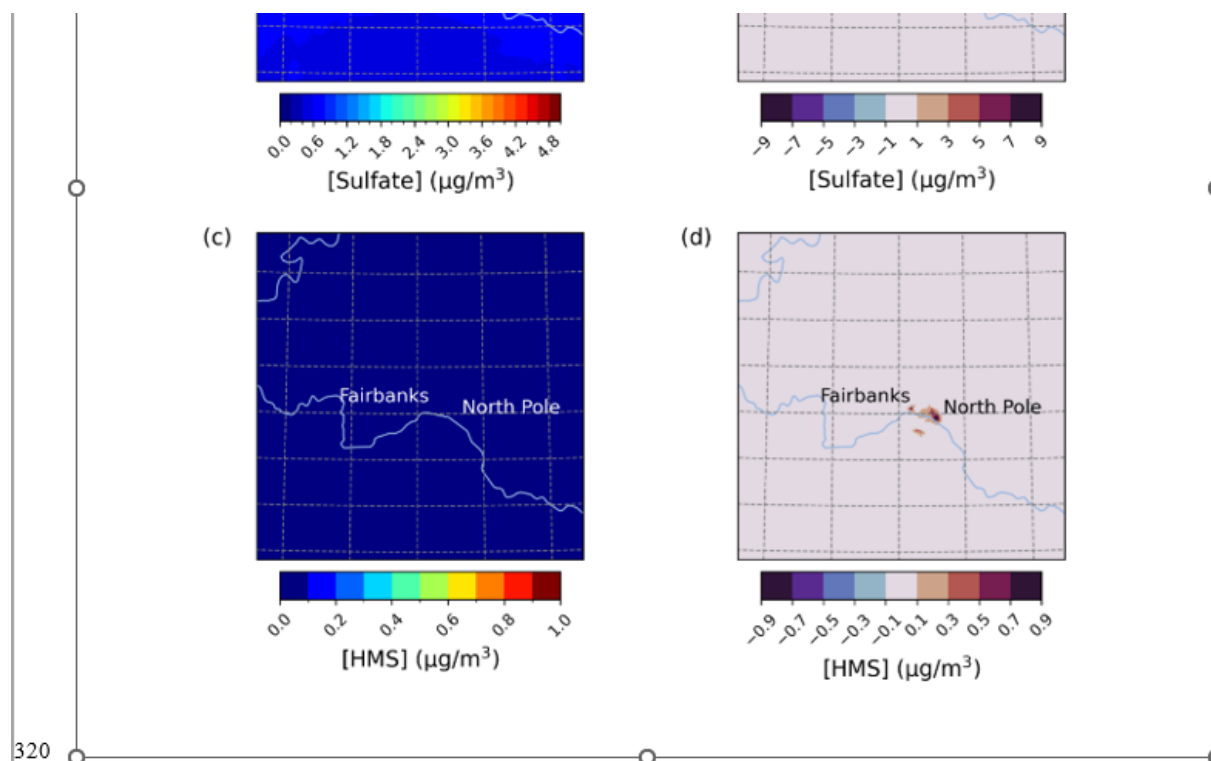 0.0 0.6 1.2 1.8 2.4 3.0 3.6 4.2 4.8
[Sulfate] (μg/m³)
−9 −7 −5 −3 −1 1 3 5 7 9
[Sulfate] (μg/m³)
(c)
Fairbanks
North Pole
0.0 0.2 0.4 0.6 0.8 1.0
[HMS] (μg/m³)
(d)
Fairbanks
North Pole
−0.9 −0.7 −0.5 −0.3 −0.1 0.1 0.3 0.5 0.7 0.9
[HMS] (μg/m³)
320